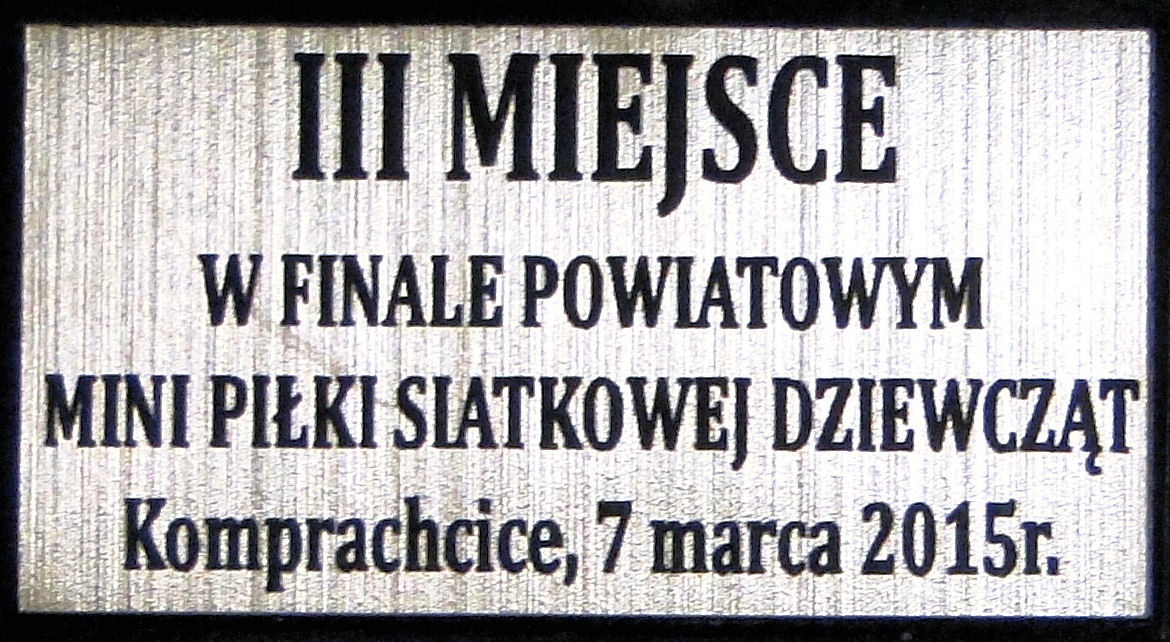 III MIEJSCE
W FINALE POWIATOWYM
MINI PIŁKI SIATKOWEJ DZIEWCZĄT
Komprachcice, 7 marca 2015r.